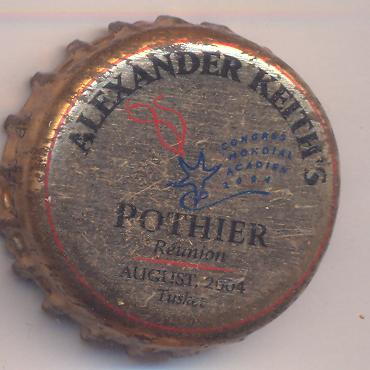 ALEXANDER KEITH'S
CONGRÈS
MONDIAL
ACADIEN
2004
POTHIER
Réunion
AUGUST, 2004
Tusket